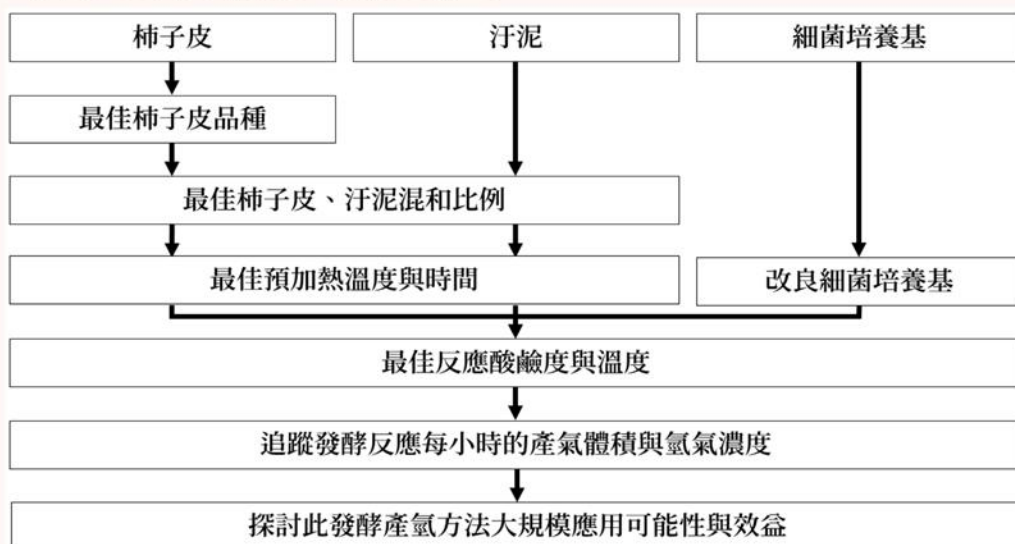 柿子皮
汙泥
細菌培養基
最佳柿子皮品種
最佳柿子皮、汙泥混和比例
最佳預加熱溫度與時間
改良細菌培養基
最佳反應酸鹼度與溫度
追蹤發酵反應每小時的產氣體積與氫氣濃度
探討此發酵產氫方法大規模應用可能性與效益